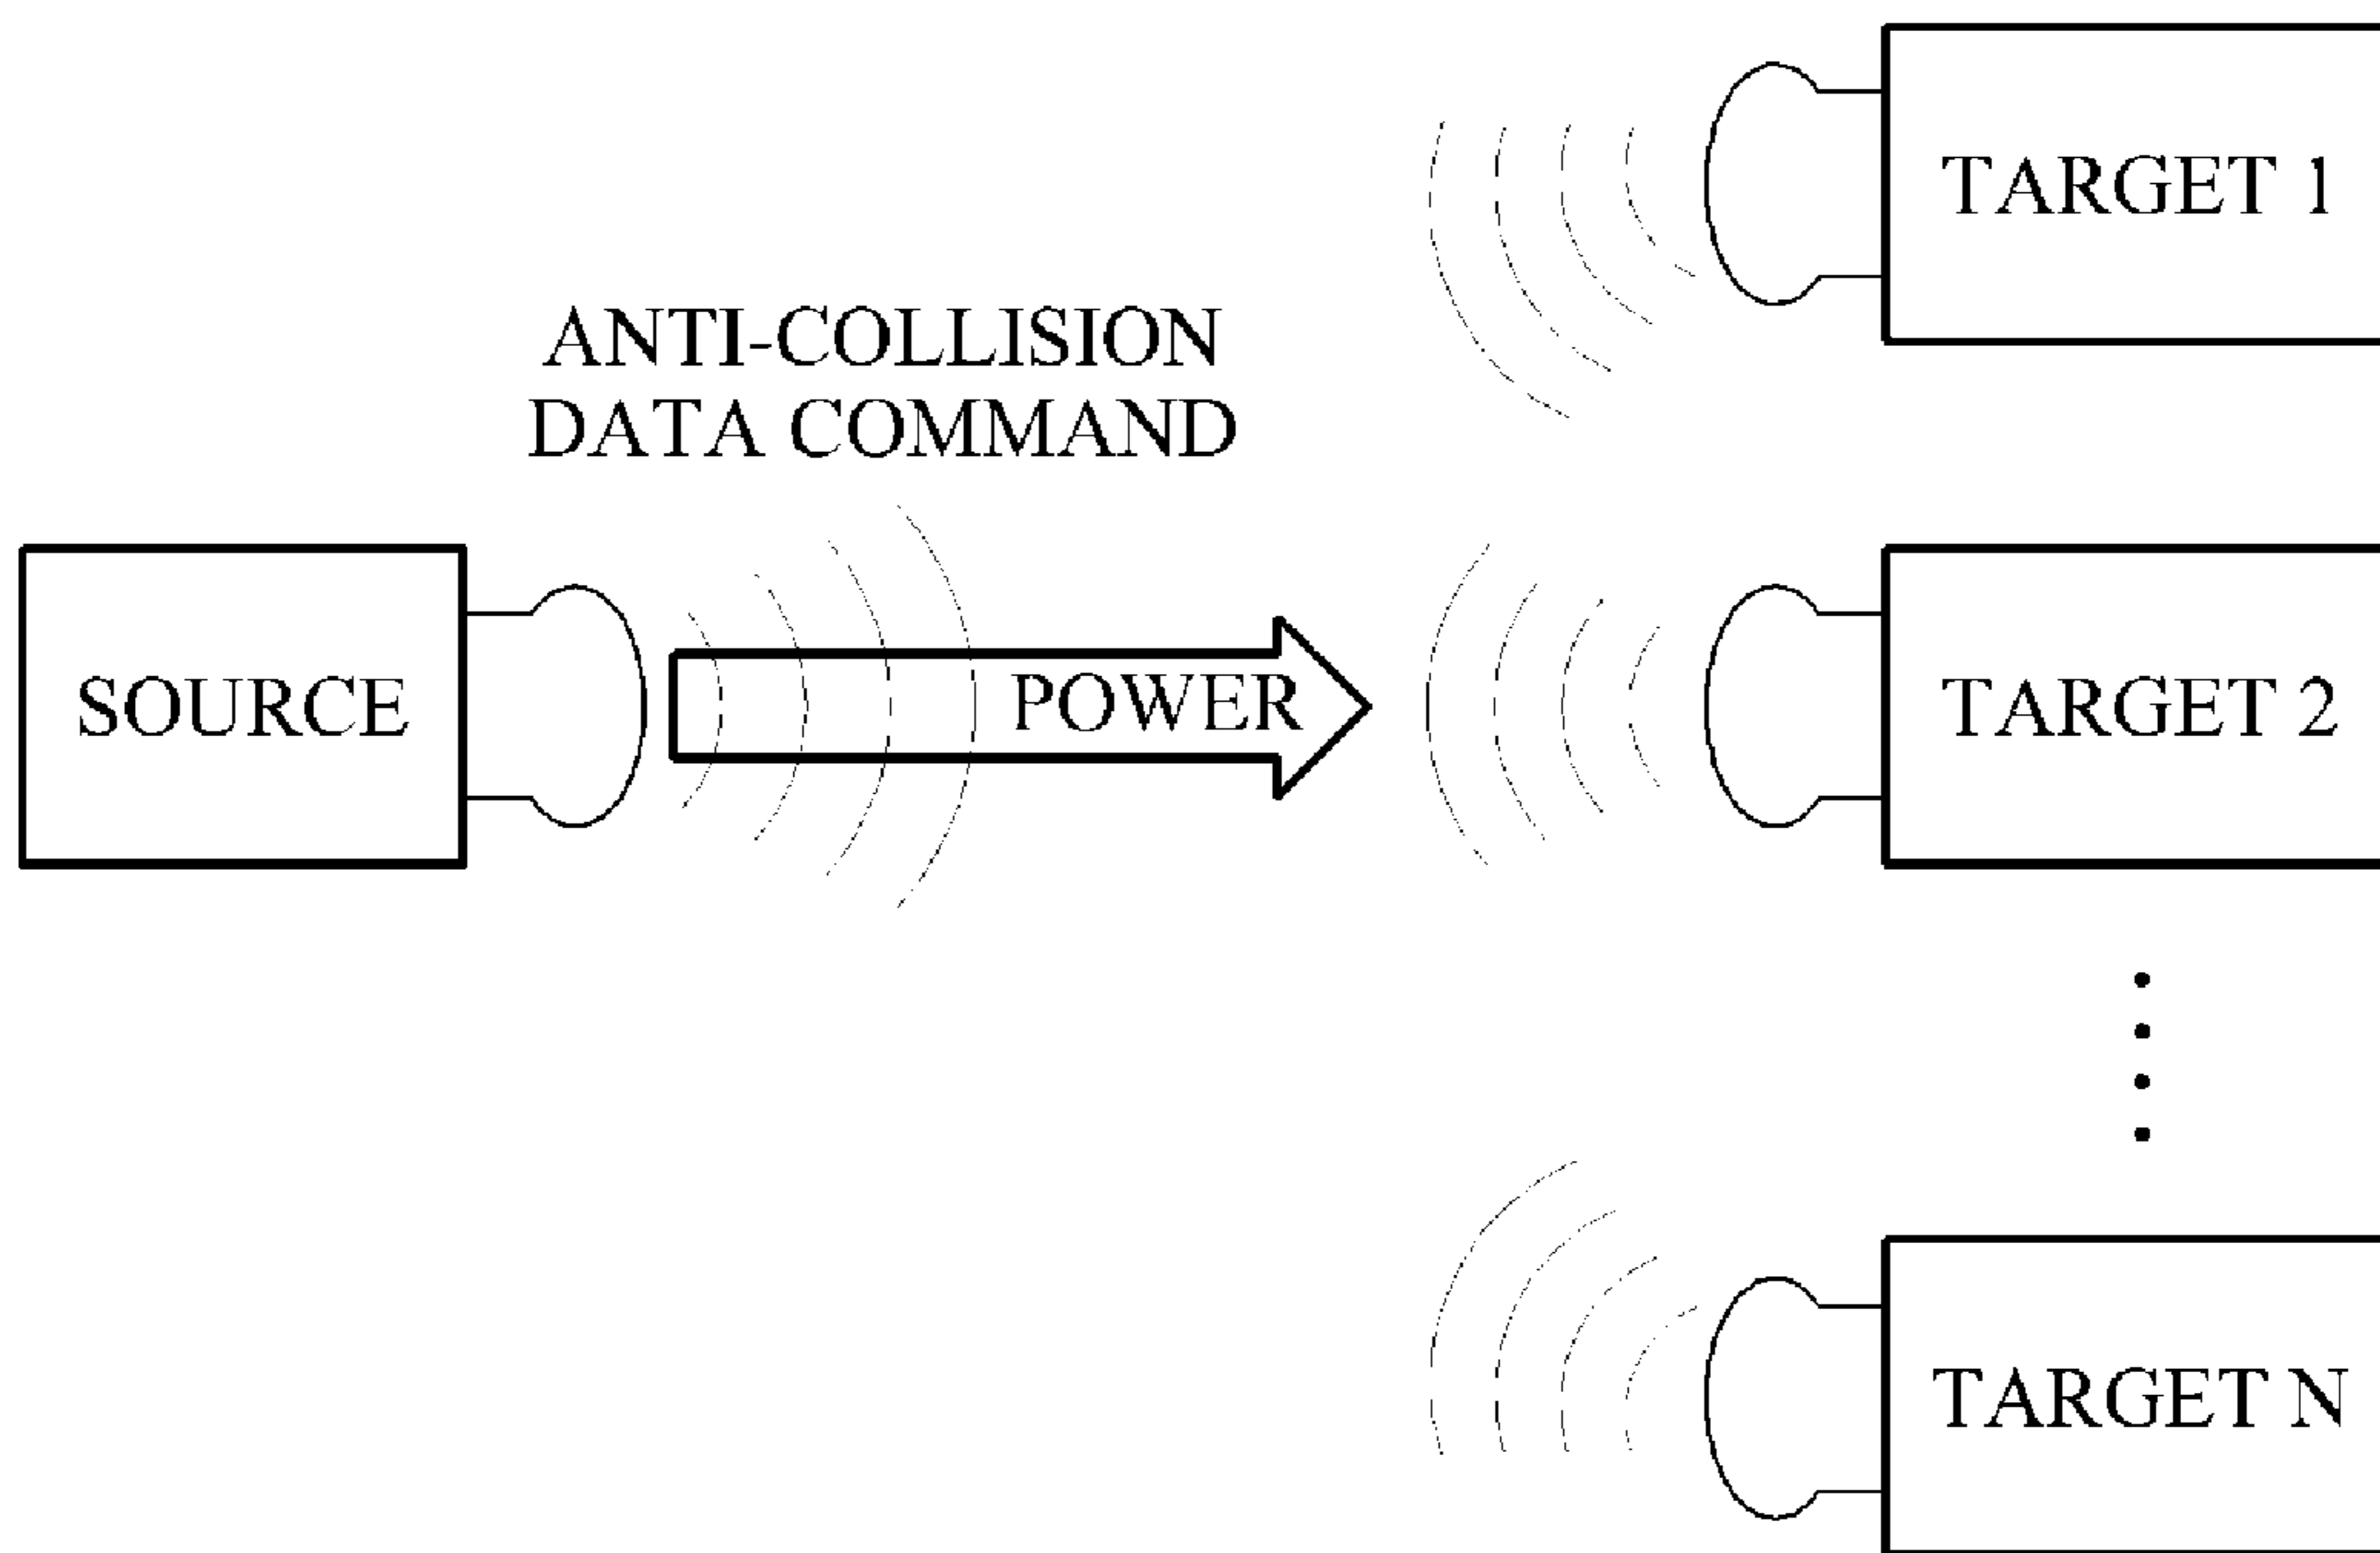 TARGET 1
ANTI-COLLISION
DATA COMMAND
SOURCE
POWER
TARGET 2
TARGET N